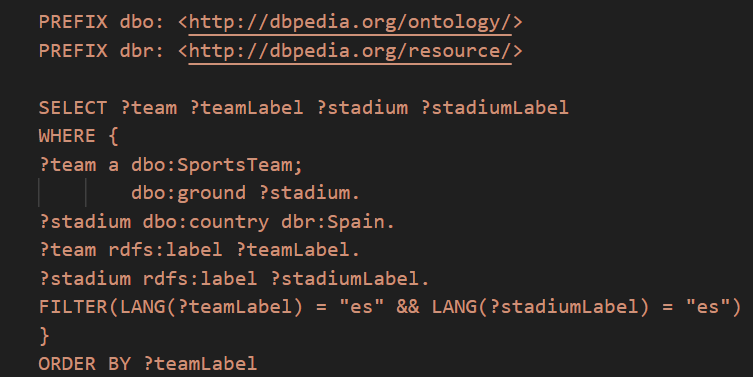 PREFIX dbo: <http://dbpedia.org/ontology/>
PREFIX dbr: <http://dbpedia.org/resource/>
SELECT ?team ?teamLabel ?stadium ?stadiumLabel
WHERE {
?team a dbo:SportsTeam;
dbo:ground ?stadium.
?stadium dbo:country dbr:Spain.
?team rdfs:label ?teamLabel.
?stadium rdfs:label ?stadiumLabel.
FILTER(LANG(?teamLabel) = "es" && LANG(?stadiumLabel) = "es")
}
ORDER BY ?teamLabel